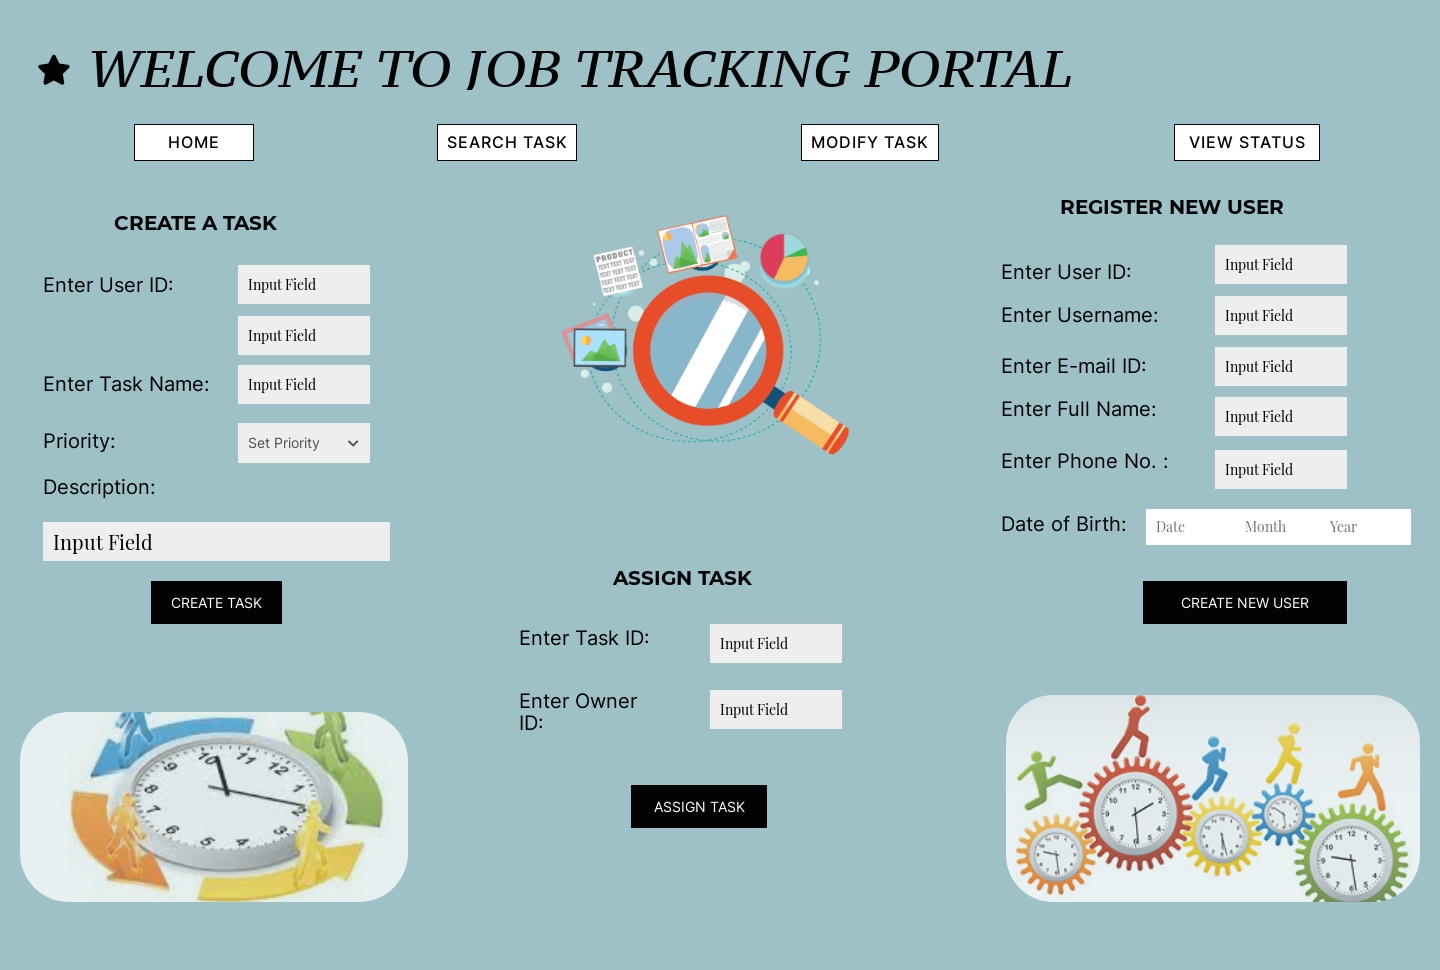 WELCOME TO JOB TRACKING PORTAL
HOME
SEARCH TASK
MODIFY TASK
VIEW STATUS
CREATE A TASK
Enter User ID:
Input Field
Input Field
Enter Task Name:
Input Field
Priority:
Set Priority
Description:
Input Field
CREATE TASK
PRODUCT
TEXT TEXT TEXT
TEXT TEXT TEXT
TEXT TEXT TEXT
TEXT TEXT TEXT
TEXT TEXT
ASSIGN TASK
Enter Task ID:
Input Field
Enter Owner
ID:
Input Field
ASSIGN TASK
REGISTER NEW USER
Enter User ID:
Input Field
Enter Username:
Input Field
Enter E-mail ID:
Input Field
Enter Full Name:
Input Field
Enter Phone No. :
Input Field
Date of Birth:
Date
Month
Year
CREATE NEW USER